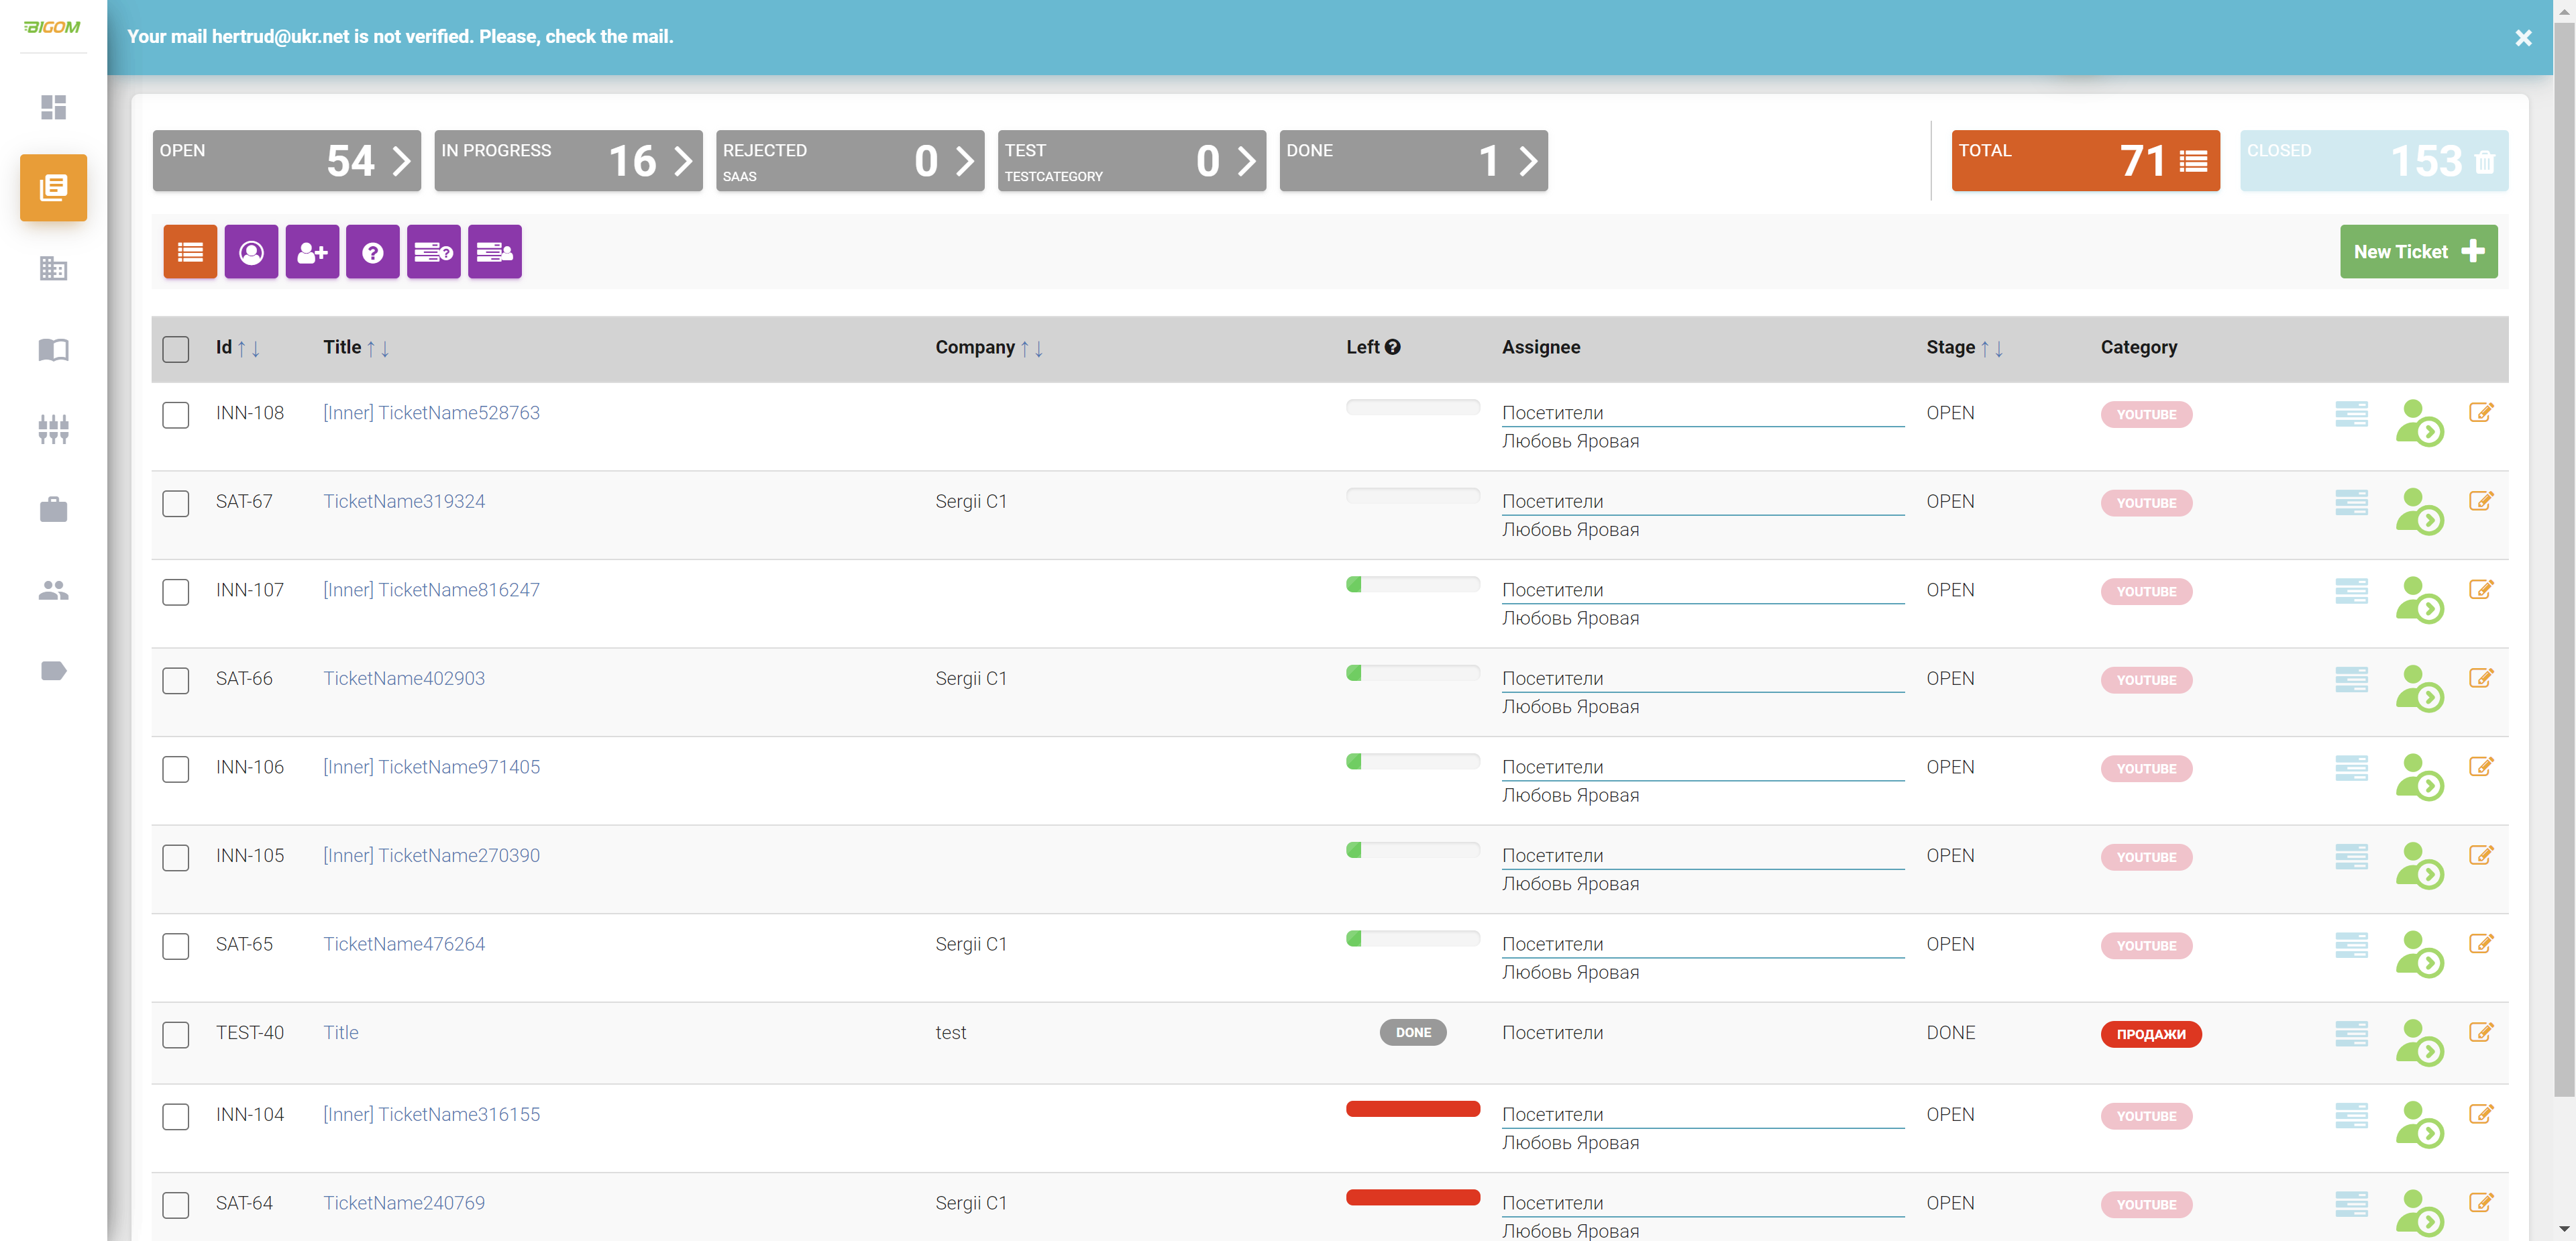 BIGOM
Your mail hertrud@ukr.net is not verified. Please, check the mail.
OPEN 54
IN PROGRESS 16
REJECTED 0
SAAS
TEST 0
TESTCATEGORY
DONE 1
TOTAL 71
CLOSED 153
New Ticket
Id Title Company Left Assignee Stage Category
INN-108 [Inner] TicketName528763 Посетители OPEN YOUTUBE
Любовь Яровая
SAT-67 TicketName319324 Sergii C1 Посетители OPEN YOUTUBE
Любовь Яровая
INN-107 [Inner] TicketName816247 Посетители OPEN YOUTUBE
Любовь Яровая
SAT-66 TicketName402903 Sergii C1 Посетители OPEN YOUTUBE
Любовь Яровая
INN-106 [Inner] TicketName971405 Посетители OPEN YOUTUBE
Любовь Яровая
INN-105 [Inner] TicketName270390 Посетители OPEN YOUTUBE
Любовь Яровая
SAT-65 TicketName476264 Sergii C1 Посетители OPEN YOUTUBE
Любовь Яровая
TEST-40 Title test DONE Посетители DONE ПРОДАЖИ
INN-104 [Inner] TicketName316155 Посетители OPEN YOUTUBE
Любовь Яровая
SAT-64 TicketName240769 Sergii C1 Посетители OPEN YOUTUBE
Любовь Яровая